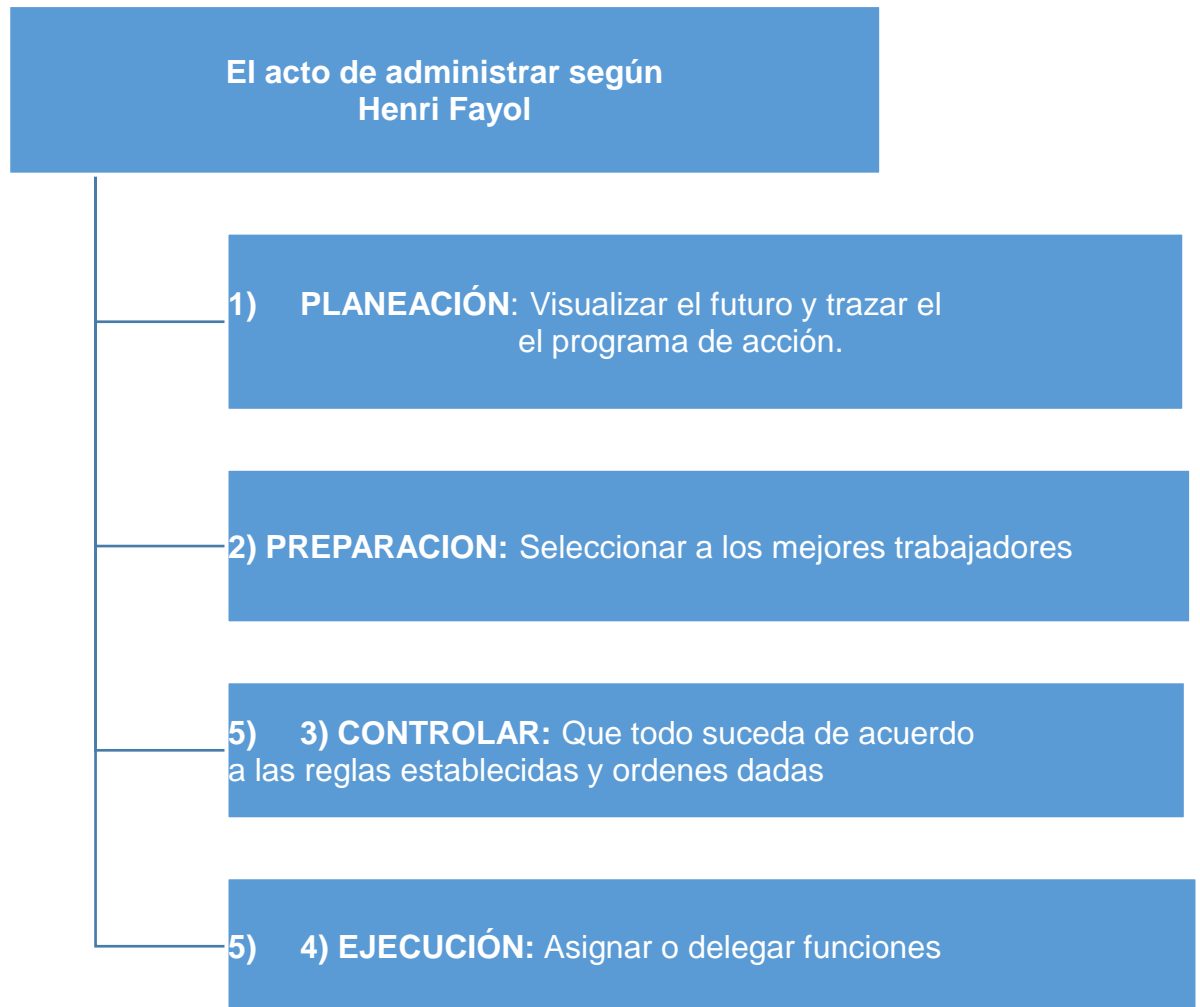 El acto de administrar según
Henri Fayol
1) PLANEACIÓN: Visualizar el futuro y trazar el
el programa de acción.
2) PREPARACION: Seleccionar a los mejores trabajadores
5) 3) CONTROLAR: Que todo suceda de acuerdo
a las reglas establecidas y ordenes dadas
5) 4) EJECUCIÓN: Asignar o delegar funciones